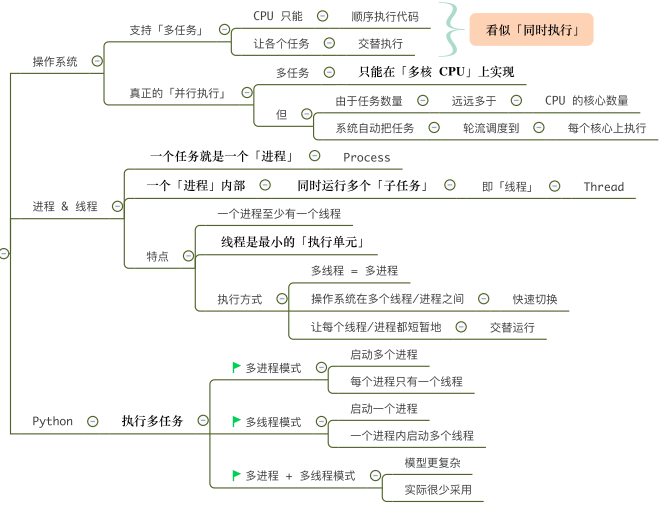 操作系统
支持「多任务」
CPU 只能 顺序执行代码
让各个任务 交替执行
看似「同时执行」
真正的「并行执行」
多任务 只能在「多核 CPU」上实现
但
由于任务数量 远远多于 CPU 的核心数量
系统自动把任务 轮流调度到 每个核心上执行
进程 & 线程
一个任务就是一个「进程」 Process
一个「进程」内部 同时运行多个「子任务」 即「线程」 Thread
特点
一个进程至少有一个线程
线程是最小的「执行单元」
执行方式
多线程 = 多进程
操作系统在多个线程/进程之间 快速切换
让每个线程/进程都短暂地 交替运行
Python 执行多任务
多进程模式
启动多个进程
每个进程只有一个线程
多线程模式
启动一个进程
一个进程内启动多个线程
多进程 + 多线程模式
模型更复杂
实际很少采用